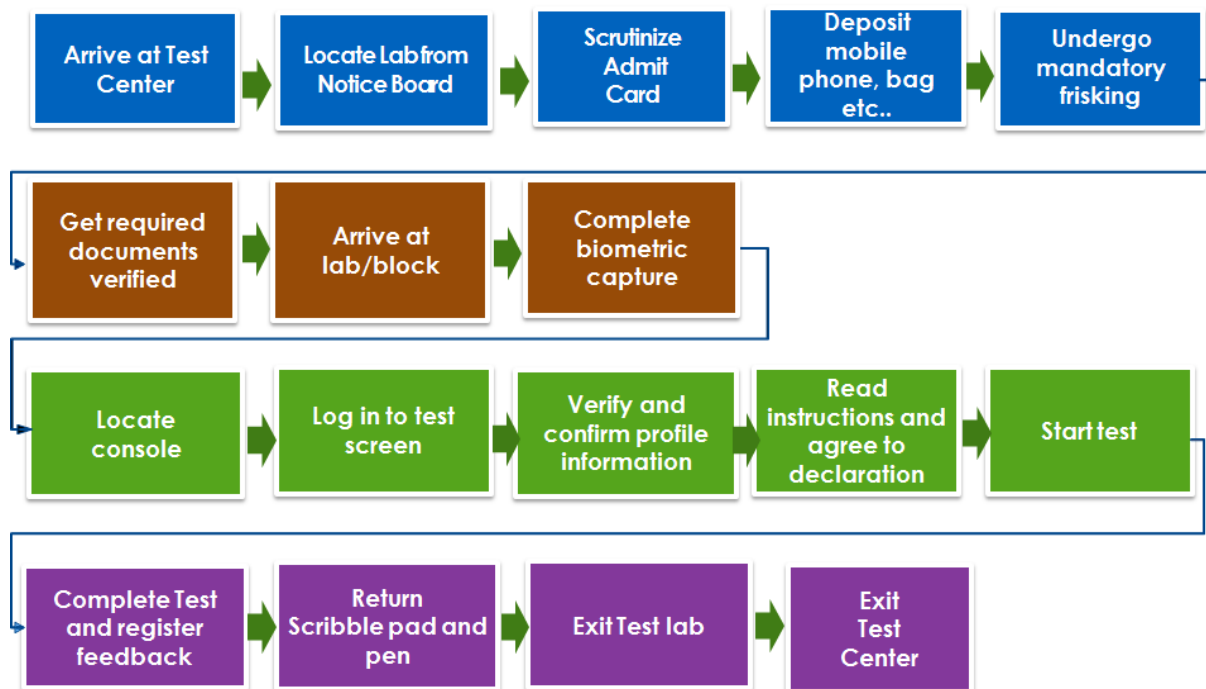 Arrive at Test
Center
Locate Lab from
Notice Board
Scrutinize
Admit
Card
Deposit
mobile
phone, bag
etc..
Undergo
mandatory
frisking
Get required
documents
verified
Arrive at
lab/block
Complete
biometric
capture
Locate
console
Log in to test
screen
Verify and
confirm profile
information
Read
instructions and
agree to
declaration
Start test
Complete Test
and register
feedback
Return
Scribble pad and
pen
Exit Test lab
Exit
Test
Center